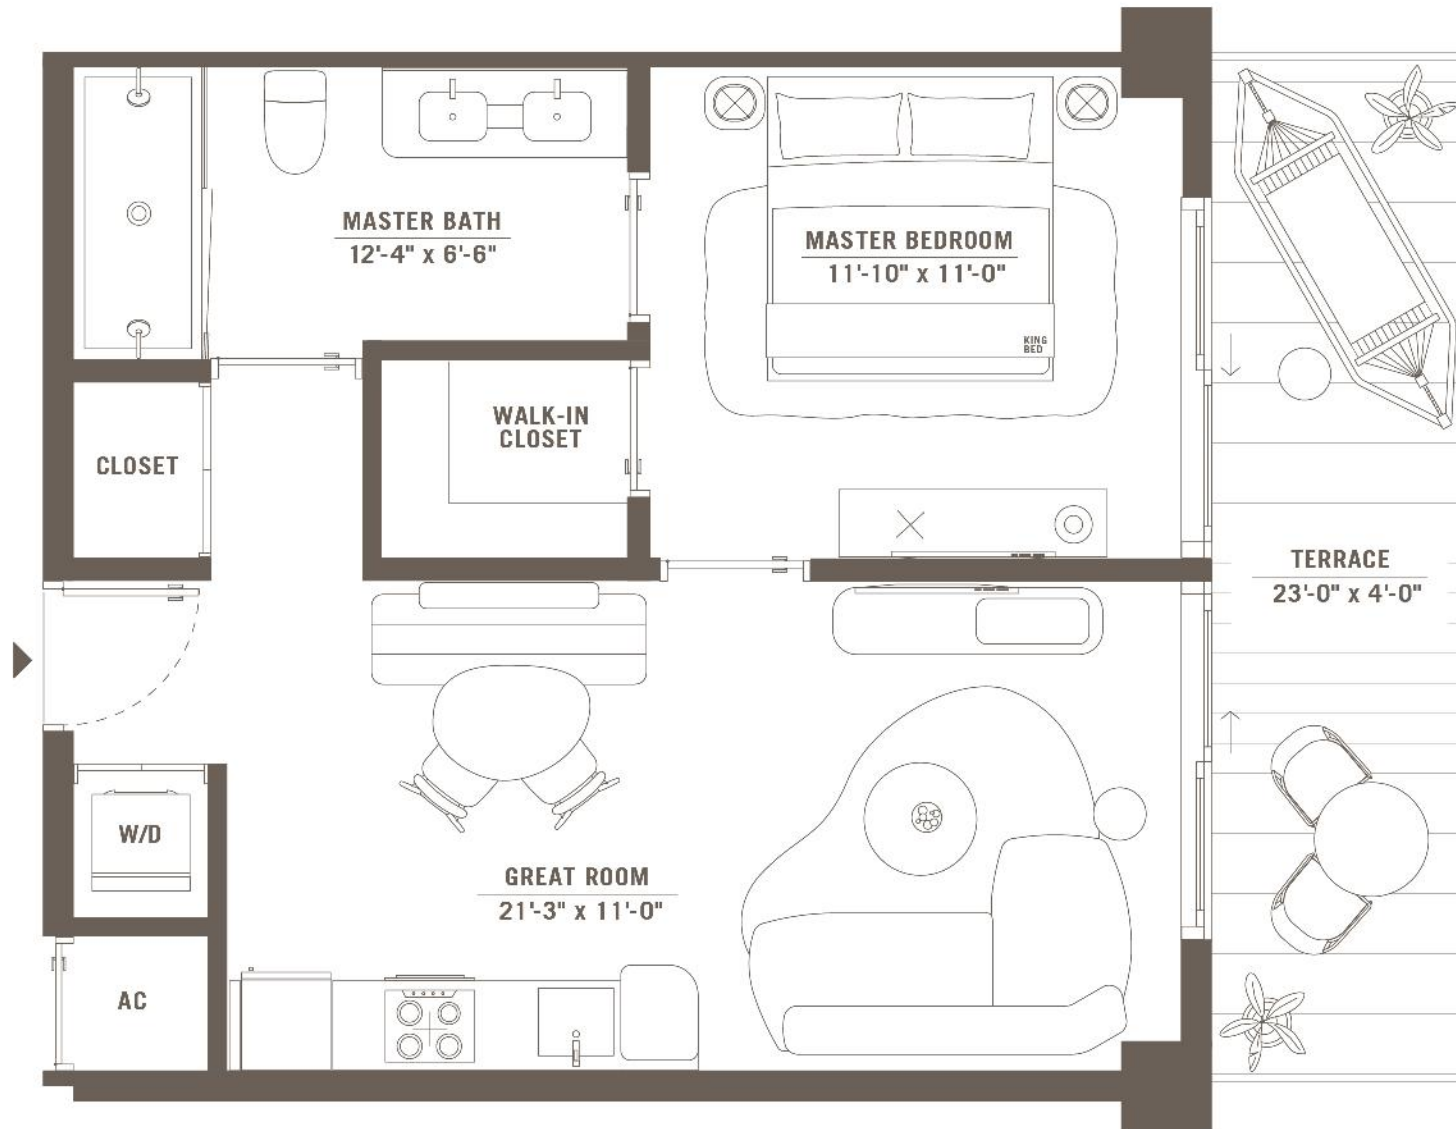 MASTER BATH
12'-4" x 6'-6"
MASTER BEDROOM
11'-10" x 11'-0"
KING
BED
WALK-IN
CLOSET
CLOSET
TERRACE
23'-0" x 4'-0"
W/D
GREAT ROOM
21'-3" x 11'-0"
AC